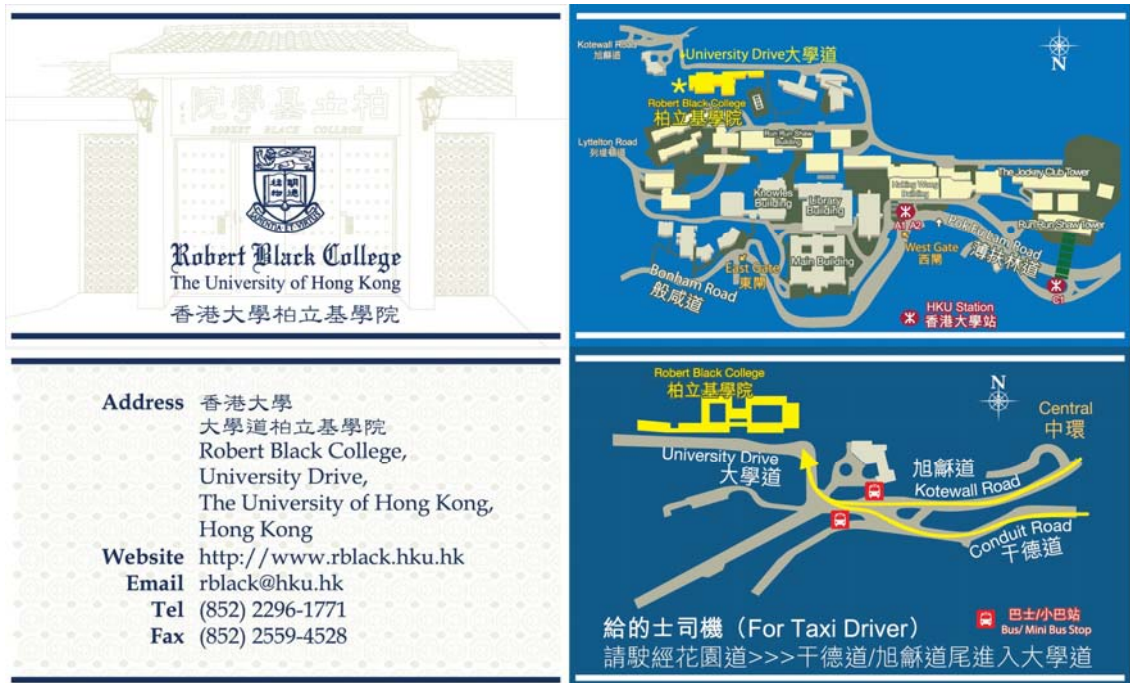 柏立基學院
ROBERT BLACK COLLEGE
SAPIENTIA ET VIRTUS
Robert Black College
The University of Hong Kong
香港大學柏立基學院
Kotewall Road
旭龢道
University Drive大學道
N
Robert Black College
柏立基學院
Lyttelton Road
列堤頓道
Run Run Shaw
Building
The Jockey Club Tower
Knowles
Building
Library
Building
Haking Wong
Building
A1 A2
Pok Fu Lam Road
薄扶林道
Run Run Shaw Tower
West Gate
西閘
Main Building
East Gate
東閘
Bonham Road
般咸道
C1
HKU Station
香港大學站
Address 香港大學
大學道柏立基學院
Robert Black College,
University Drive,
The University of Hong Kong,
Hong Kong
Website http://www.rblack.hku.hk
Email rblack@hku.hk
Tel (852) 2296-1771
Fax (852) 2559-4528
Robert Black College
柏立基學院
N
Central
中環
University Drive
大學道
旭龢道
Kotewall Road
Conduit Road
干德道
巴士/小巴站
Bus/ Mini Bus Stop
給的士司機（For Taxi Driver）
請駛經花園道>>>干德道/旭龢道尾進入大學道